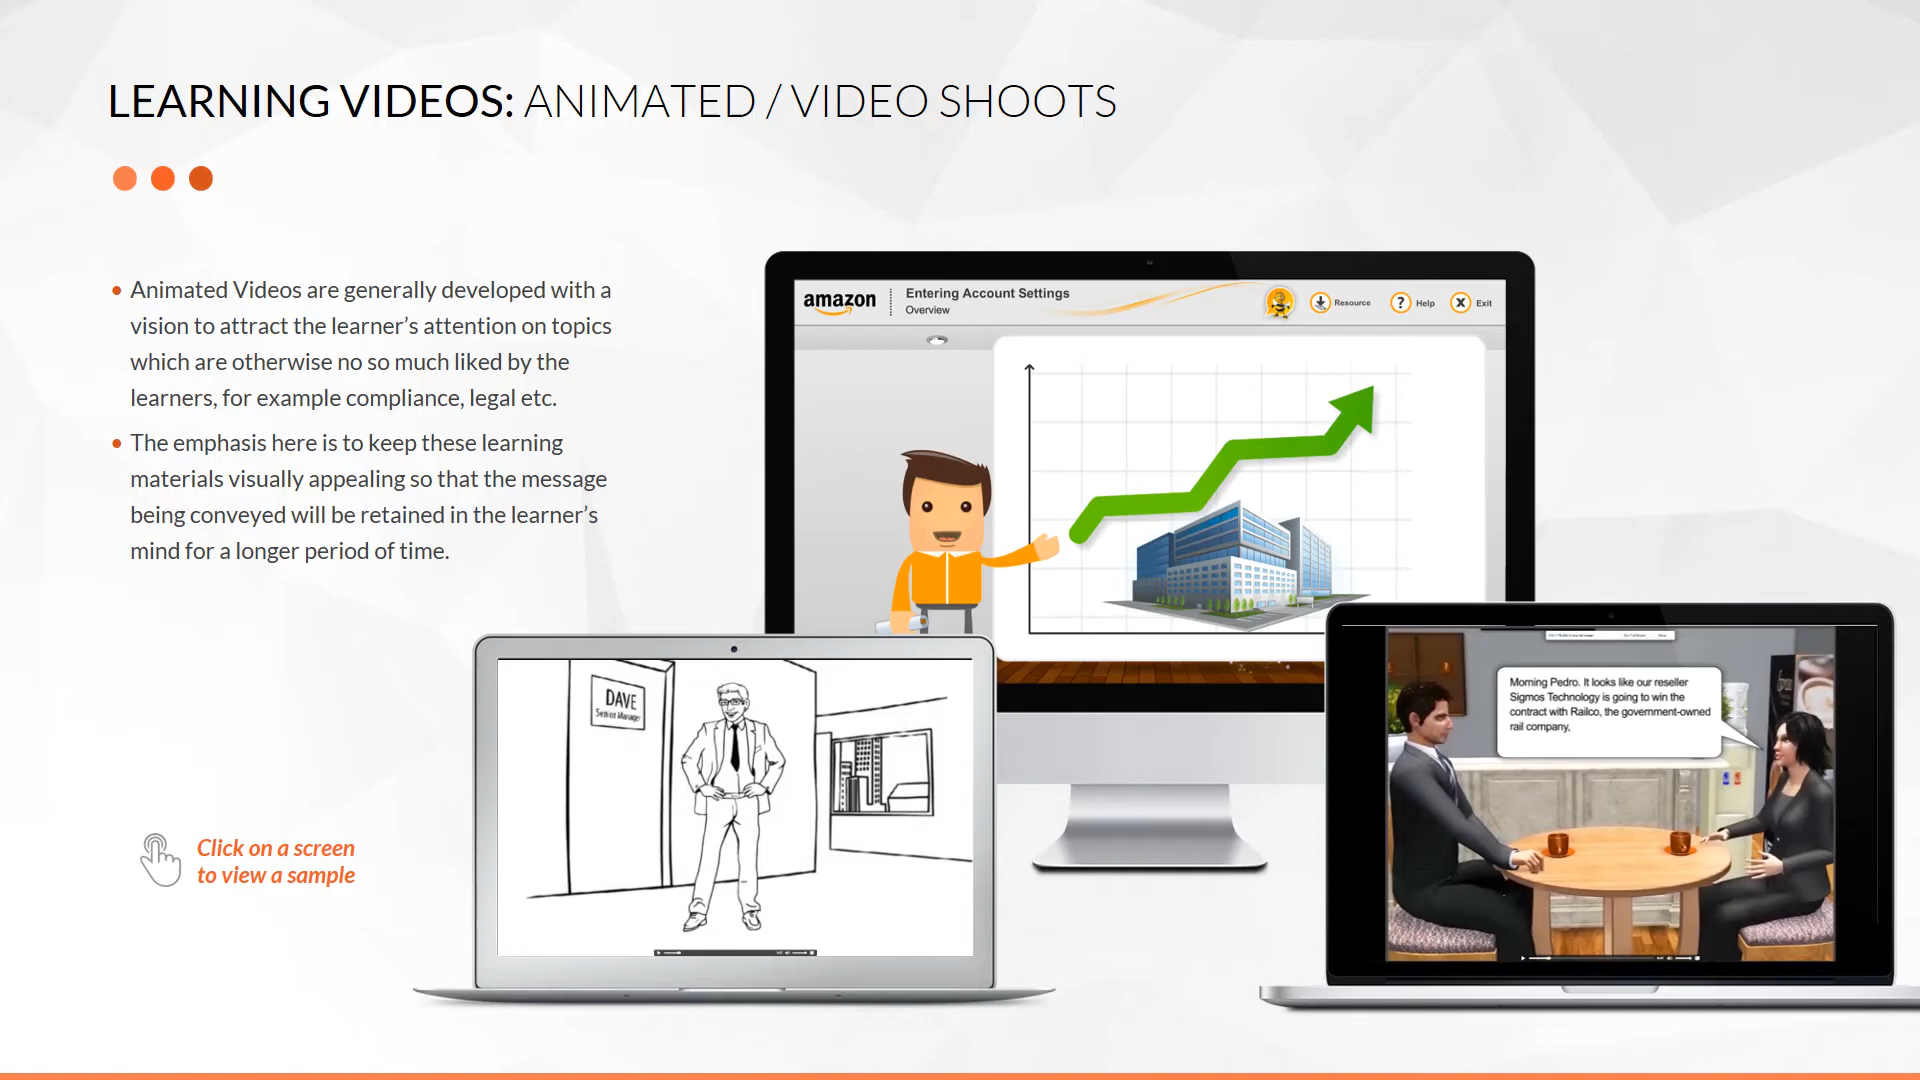 LEARNING VIDEOS: ANIMATED / VIDEO SHOOTS
Animated Videos are generally developed with a
vision to attract the learner’s attention on topics
which are otherwise no so much liked by the
learners, for example compliance, legal etc.
The emphasis here is to keep these learning
materials visually appealing so that the message
being conveyed will be retained in the learner’s
mind for a longer period of time.
Click on a screen
to view a sample
amazon
Entering Account Settings
Overview
Resource
? Help
X Exit
DAVE
Senior Manager
Morning Pedro. It looks like our reseller
Sigmos Technology is going to win the
contract with Railco, the government-owned
rail company,